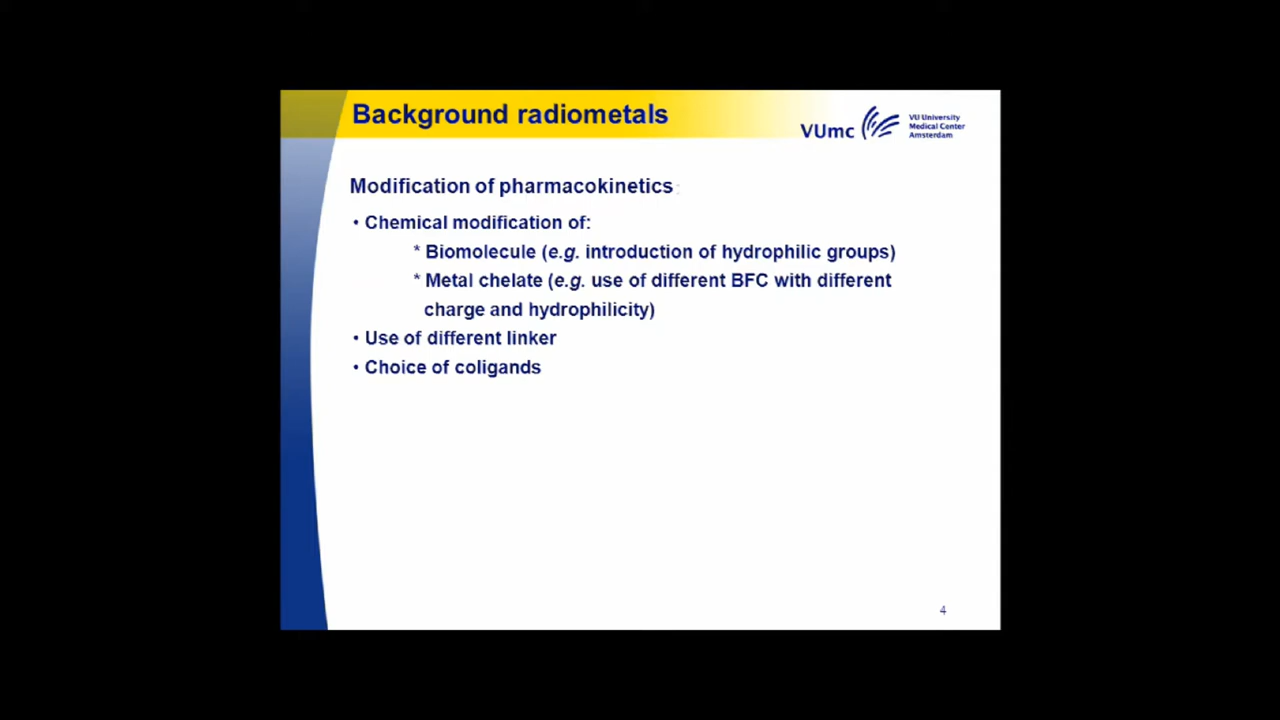 Background radiometals
VUmc
VU University
Medical Center
Amsterdam
Modification of pharmacokinetics:
• Chemical modification of:
* Biomolecule (e.g. introduction of hydrophilic groups)
* Metal chelate (e.g. use of different BFC with different
charge and hydrophilicity)
• Use of different linker
• Choice of coligands
4